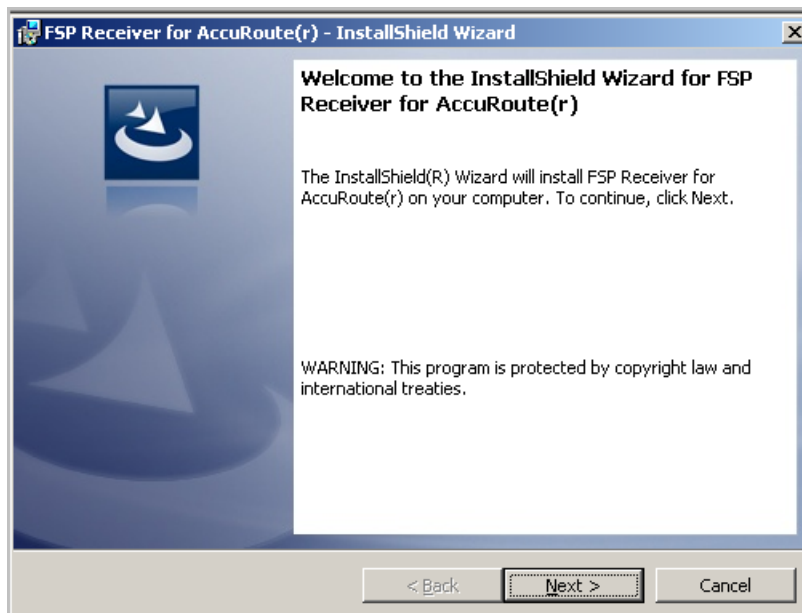 FSP Receiver for AccuRoute(r) - InstallShield Wizard
Welcome to the InstallShield Wizard for FSP
Receiver for AccuRoute(r)
The InstallShield(R) Wizard will install FSP Receiver for
AccuRoute(r) on your computer. To continue, click Next.
WARNING: This program is protected by copyright law and
international treaties.
< Back
Next >
Cancel